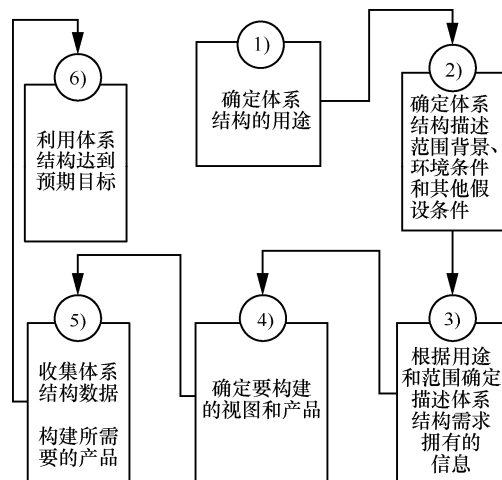 1)
确定体系
结构的用途
2)
确定体系
结构描述
范围背景、
环境条件
和其他假
设条件
3)
根据用途
和范围确定
描述体系
结构需求
拥有的
信息
4)
确定要构建
的视图和产品
5)
收集体系
结构数据
构建所需
要的产品
6)
利用体系
结构达到
预期目标